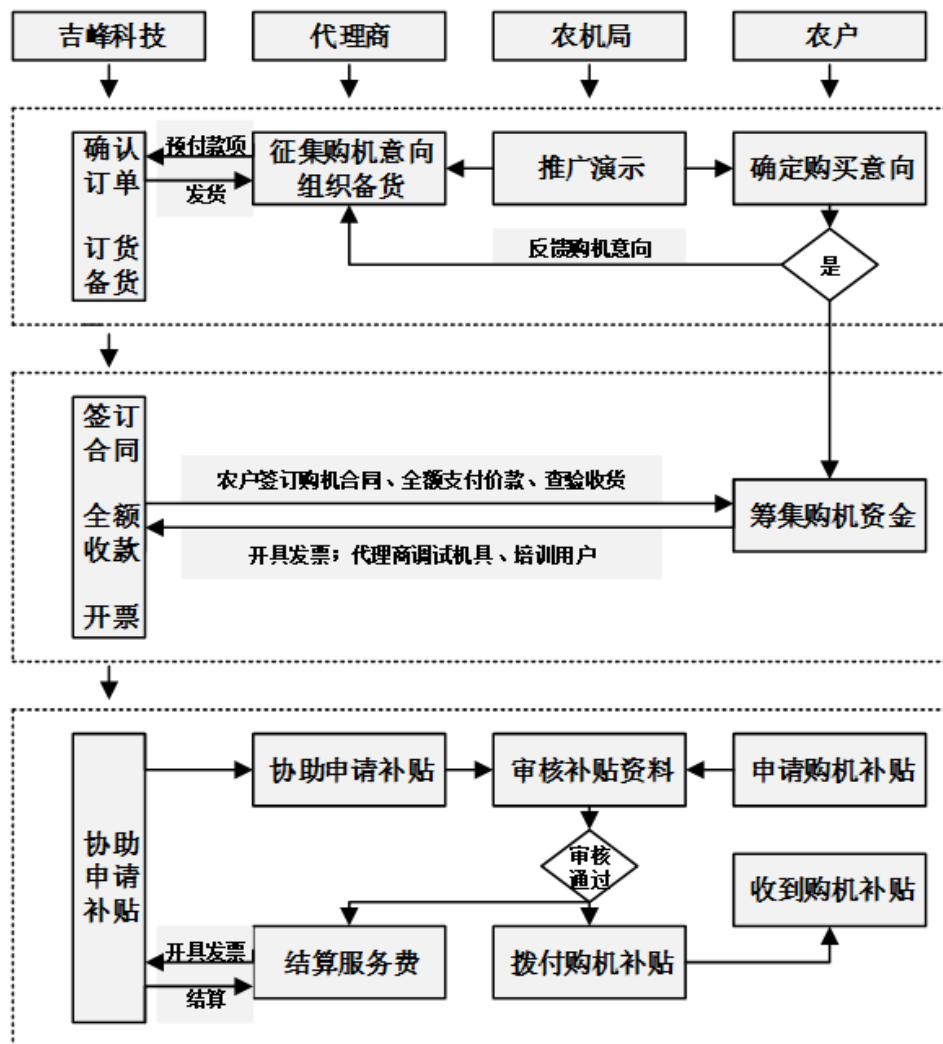 吉峰科技
代理商
农机局
农户
确认
订单
订货
备货
预付款项
发货
征集购机意向
组织备货
推广演示
确定购买意向
反馈购机意向
是
签订
合同
全额
收款
开票
农户签订购机合同、全额支付价款、查验收货
开具发票；代理商调试机具、培训用户
筹集购机资金
协助
申请
补贴
协助申请补贴
审核补贴资料
申请购机补贴
审核
通过
收到购机补贴
开具发票
结算
结算服务费
拨付购机补贴